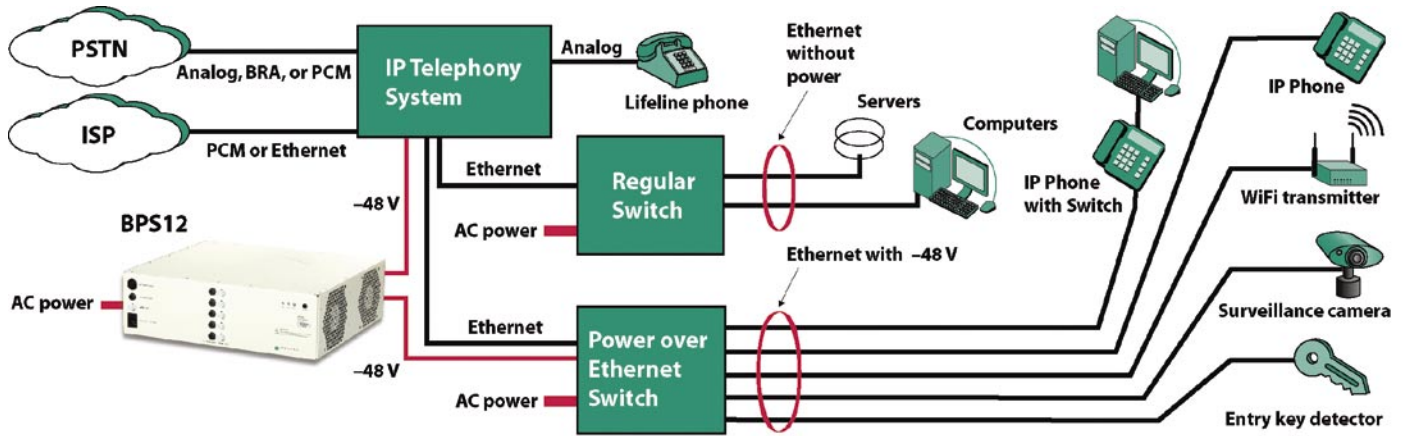 PSTN
Analog, BRA, or PCM
ISP
PCM or Ethernet
IP Telephony
System
Analog
Lifeline phone
Ethernet
without
power
Servers
Computers
Ethernet
Regular
Switch
AC power
–48 V
BPS12
AC power
–48 V
Ethernet
Power over
Ethernet
Switch
AC power
Ethernet with –48 V
IP Phone
with Switch
IP Phone
WiFi transmitter
Surveillance camera
Entry key detector